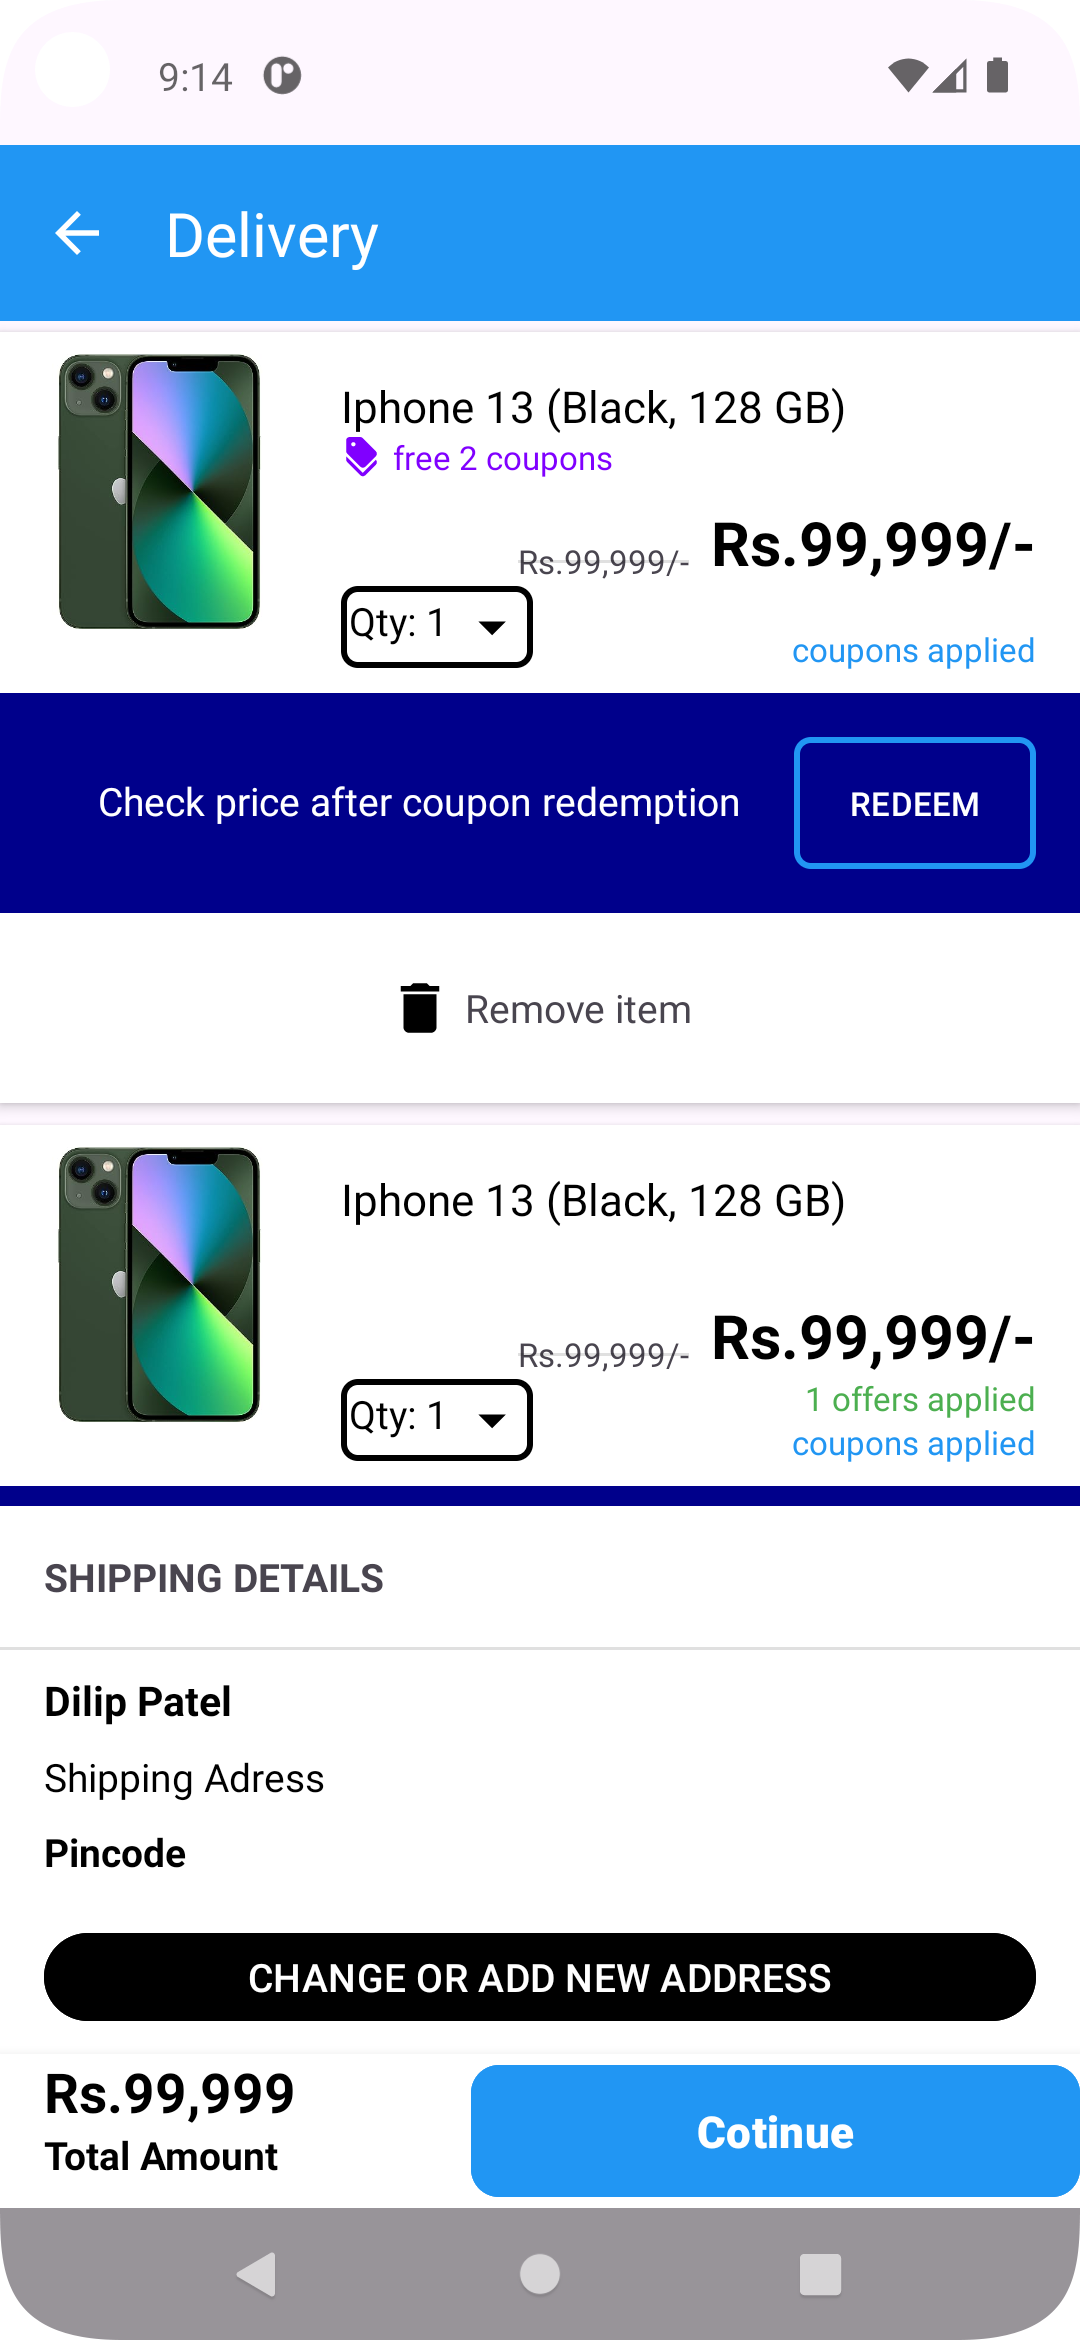 9:14
Delivery
Iphone 13 (Black, 128 GB)
free 2 coupons
Rs.99,999/- Rs.99,999/-
Qty: 1
coupons applied
Check price after coupon redemption
REDEEM
Remove item
Iphone 13 (Black, 128 GB)
Rs.99,999/- Rs.99,999/-
1 offers applied
Qty: 1
coupons applied
SHIPPING DETAILS
Dilip Patel
Shipping Adress
Pincode
CHANGE OR ADD NEW ADDRESS
Rs.99,999
Total Amount
Cotinue